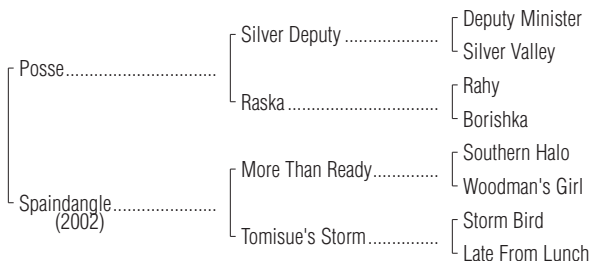 Deputy Minister
Silver Deputy ....................
Silver Valley
Posse................................
Rahy
Raska ................................
Borishka
Southern Halo
More Than Ready..............
Woodman's Girl
Spaindangle......................
(2002)
Storm Bird
Tomisue's Storm...............
Late From Lunch